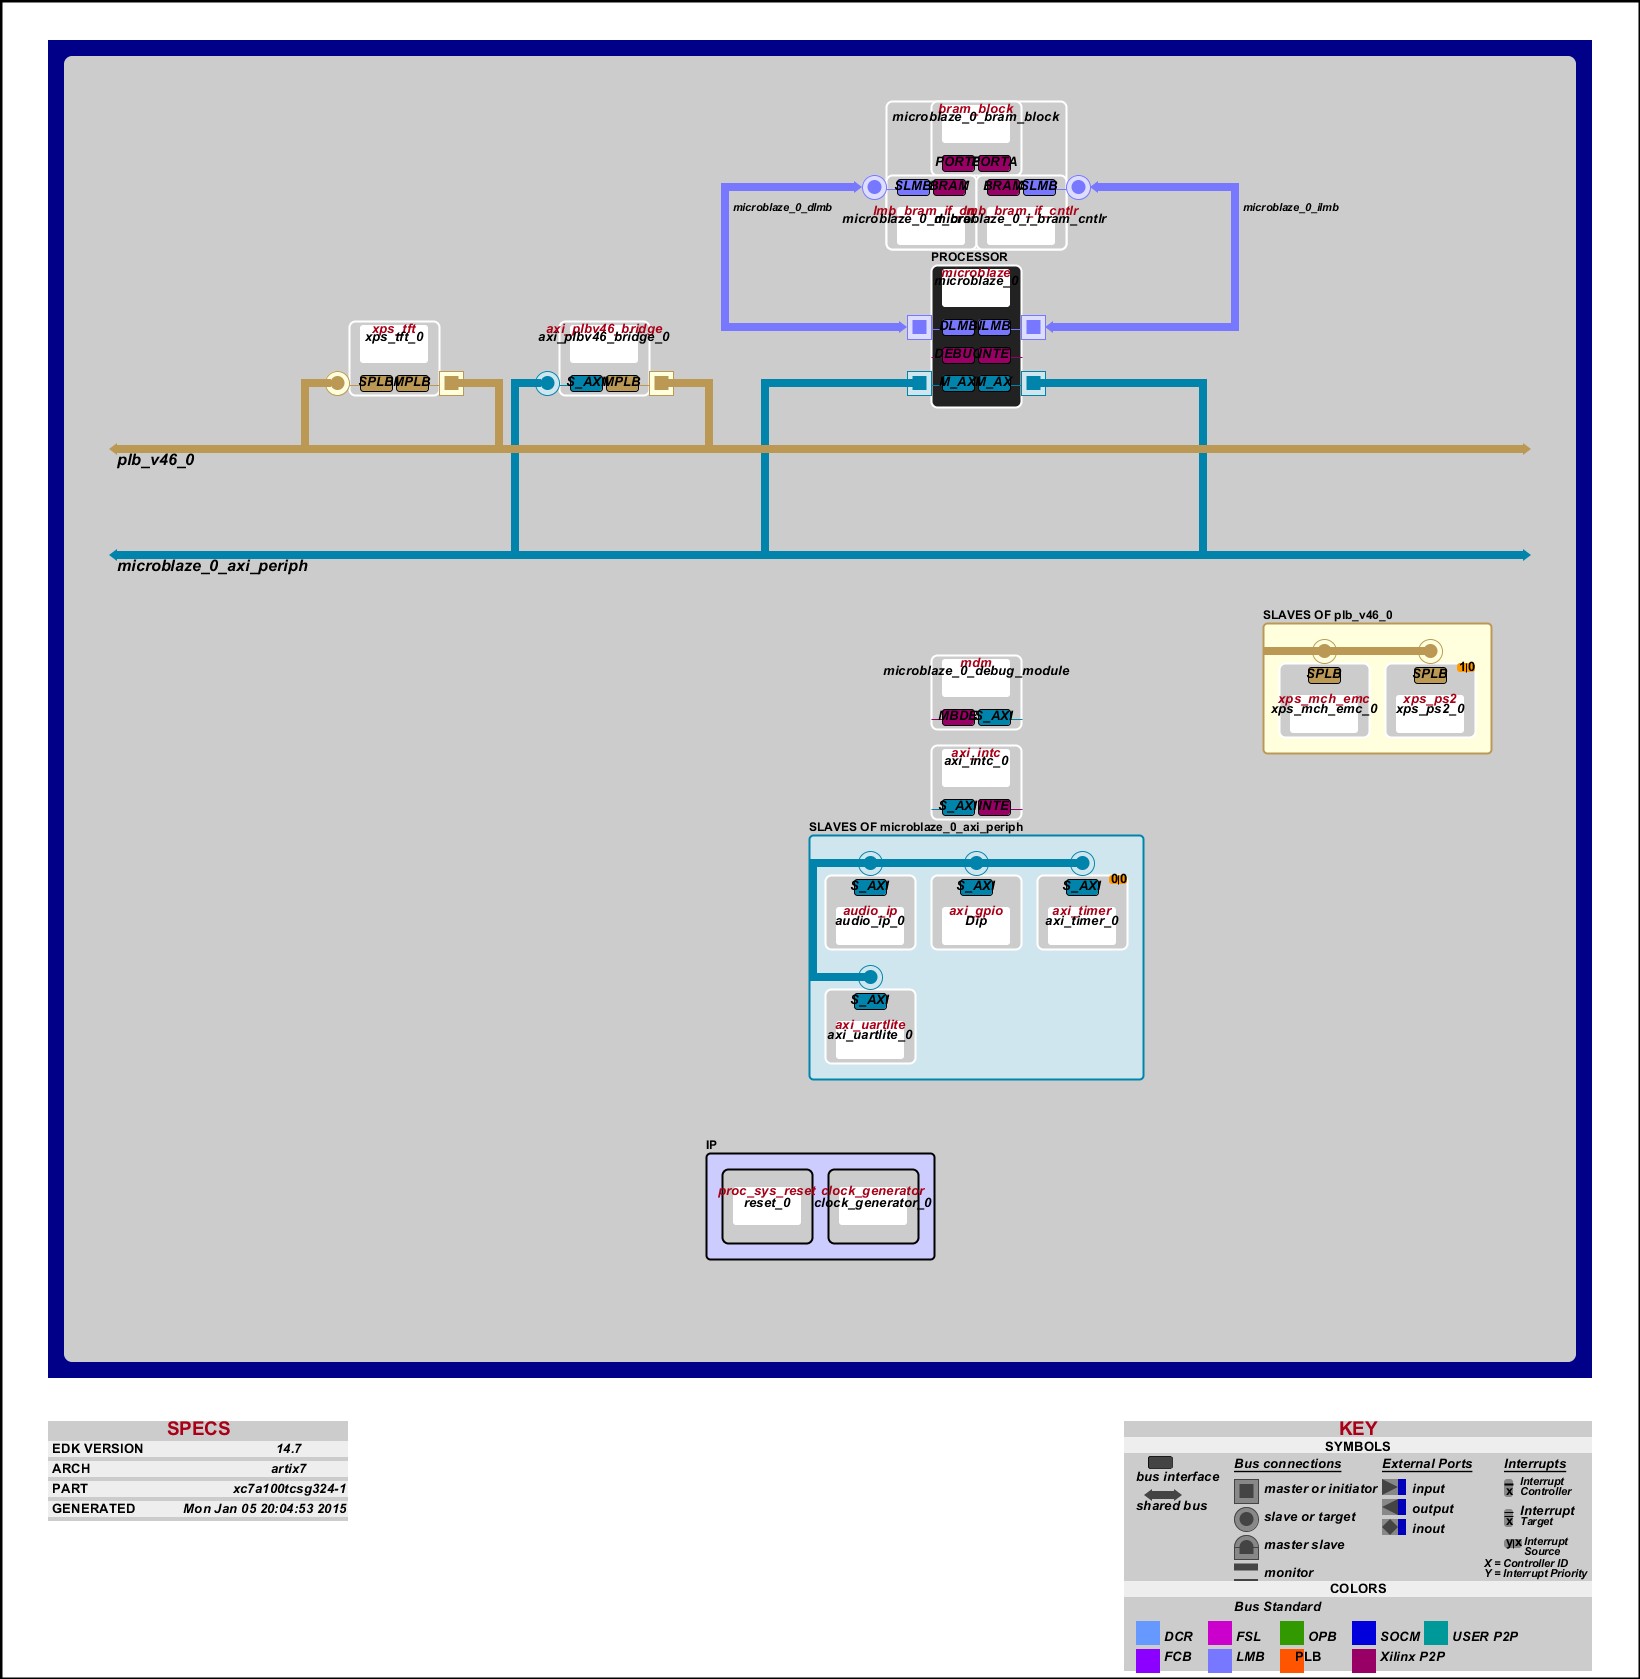 bram_block
microblaze_0_bram_block
PORTA
SLMB
BRAM
BRAM
SLMB
microblaze_0_dlmb
microblaze_0_ilmb
lmb_bram_if_cntlr
microblaze_0_i_bram_cntlr
PROCESSOR
microblaze
microblaze_0
DLMB
ILMB
DEBUG
INTE
M_AXI
M_AX
xps_tft
xps_tft_0
SPLB
MPLB
axi_plbv46_bridge
axi_plbv46_bridge_0
S_AXI
MPLB
plb_v46_0
microblaze_0_axi_periph
SLAVES OF plb_v46_0
SPLB
SPLB
1|0
xps_mch_emc
xps_ps2
xps_mch_emc_0
xps_ps2_0
mdm
microblaze_0_debug_module
MBDE
S_AXI
axi_intc
axi_intc_0
S_AXI
INTE
SLAVES OF microblaze_0_axi_periph
S_AXI
S_AXI
S_AXI
0|0
audio_ip
axi_gpio
axi_timer
audio_ip_0
Dip
axi_timer_0
S_AXI
axi_uartlite
axi_uartlite_0
IP
proc_sys_reset
clock_generator
reset_0
clock_generator_0
SPECS
EDK VERSION 14.7
ARCH artix7
PART xc7a100tcsg324-1
GENERATED Mon Jan 05 20:04:53 2015
KEY
SYMBOLS
bus interface
shared bus
Bus connections
master or initiator
slave or target
master slave
monitor
External Ports
input
output
inout
Interrupts
x Interrupt
Controller
x Interrupt
Target
y|x Interrupt
Source
X = Controller ID
Y = Interrupt Priority
COLORS
Bus Standard
DCR FSL OPB SOCM USER P2P
FCB LMB PLB Xilinx P2P